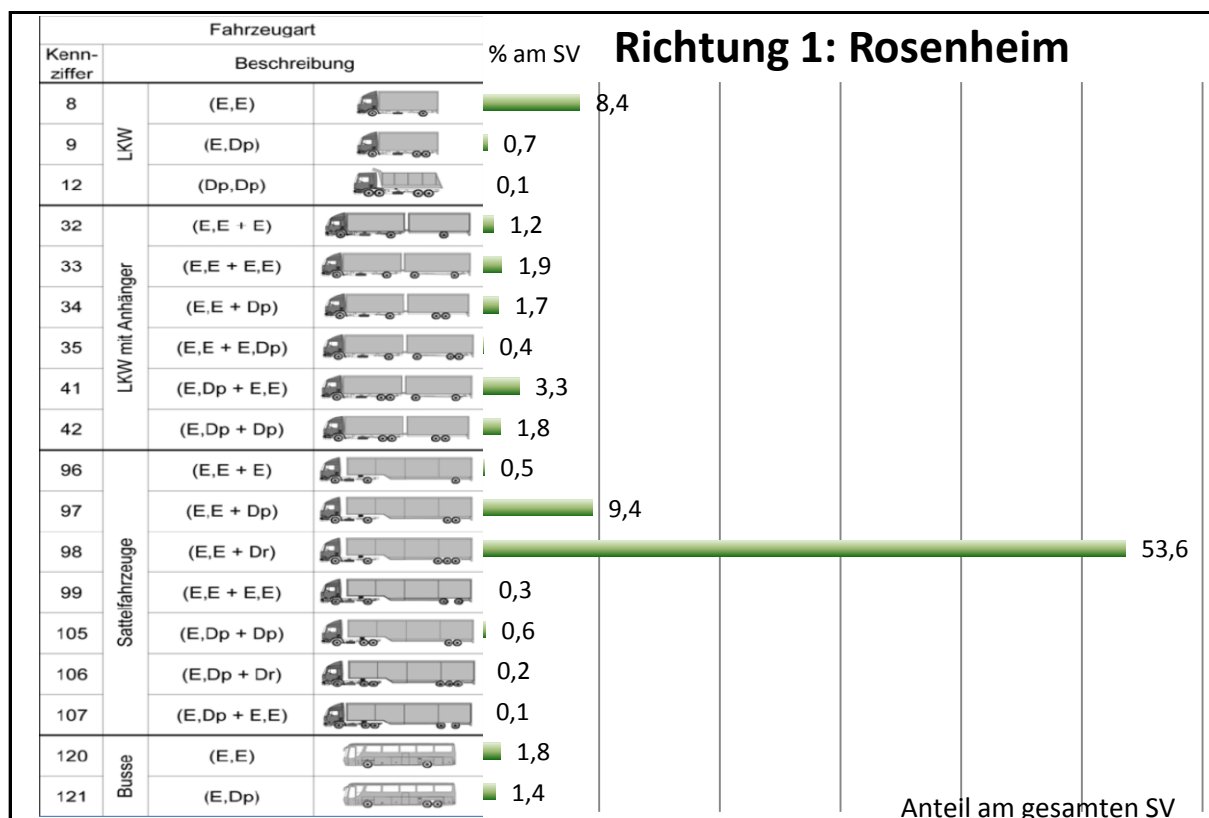 Fahrzeugart
Kenn-
ziffer
Beschreibung
% am SV
Richtung 1: Rosenheim
LKW
8 (E,E) 8,4
9 (E,Dp) 0,7
12 (Dp,Dp) 0,1
LKW mit Anhänger
32 (E,E + E) 1,2
33 (E,E + E,E) 1,9
34 (E,E + Dp) 1,7
35 (E,E + E,Dp) 0,4
41 (E,Dp + E,E) 3,3
42 (E,Dp + Dp) 1,8
Sattelfahrzeuge
96 (E,E + E) 0,5
97 (E,E + Dp) 9,4
98 (E,E + Dr) 53,6
99 (E,E + E,E) 0,3
105 (E,Dp + Dp) 0,6
106 (E,Dp + Dr) 0,2
107 (E,Dp + E,E) 0,1
Busse
120 (E,E) 1,8
121 (E,Dp) 1,4
Anteil am gesamten SV